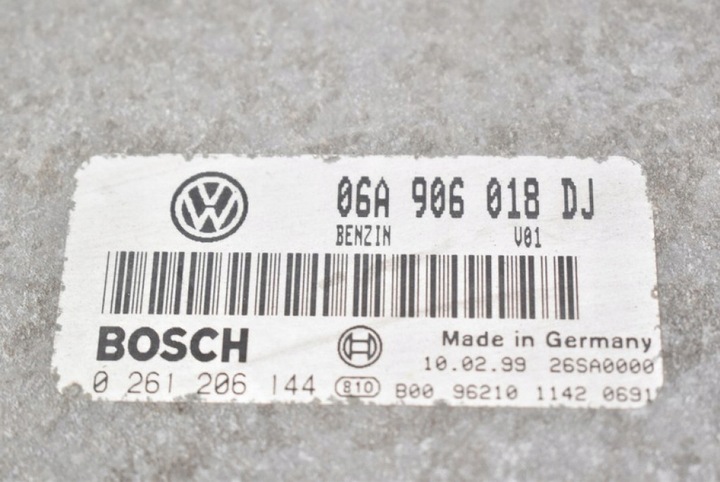 06A 906 018 DJ
BENZIN V01
BOSCH
Made in Germany
10.02.99 26SA0000
0 261 206 144 810 B00 96210 1142 0691